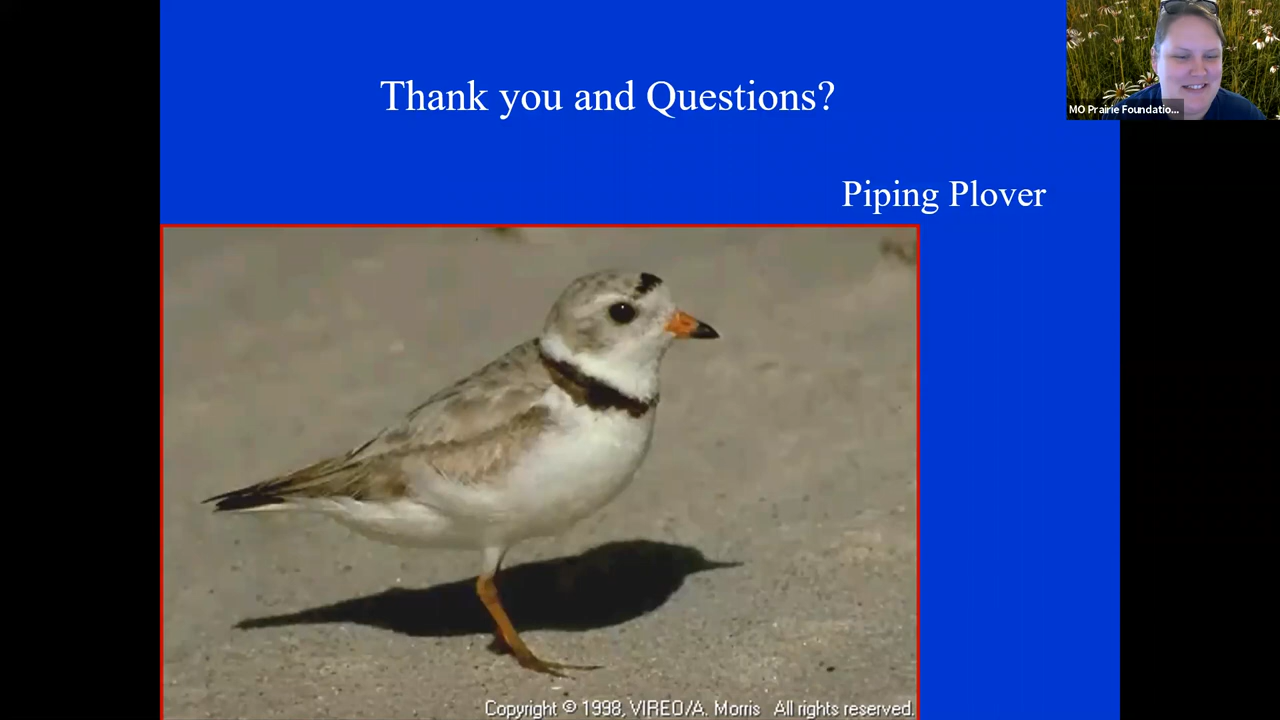 Thank you and Questions?
MO Prairie Foundatio...
Piping Plover
Copyright © 1998, VIREO/A. Morris All rights reserved.